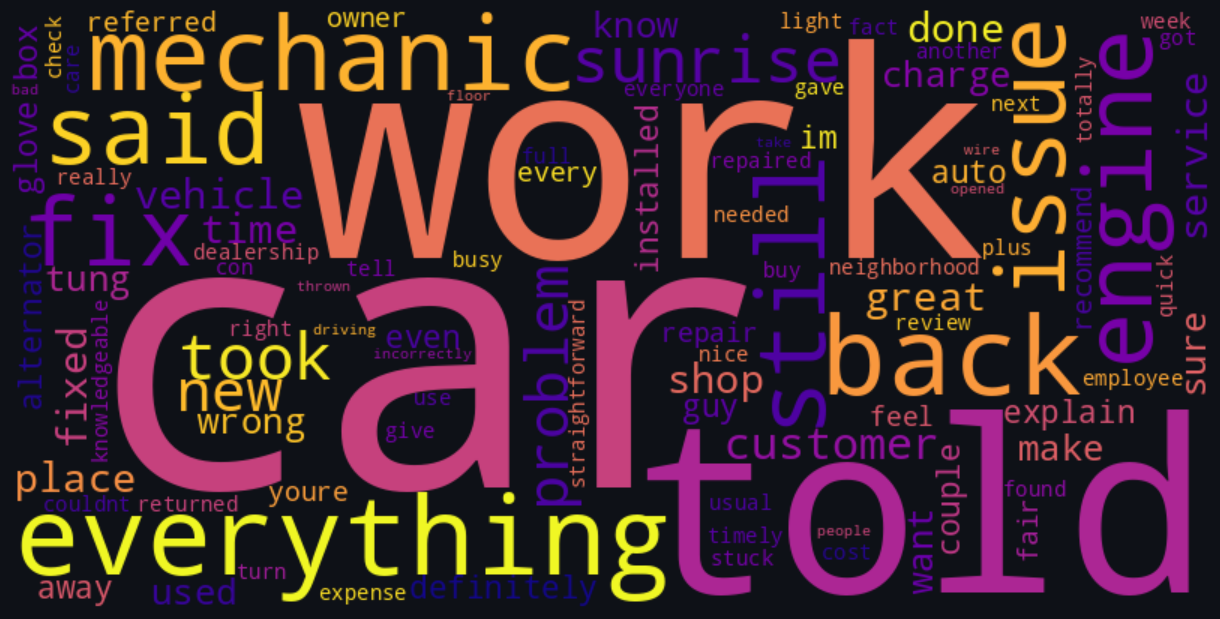 box
check
care
referred
owner
know
light
fact
done
week
got
another
bad
mechanic
sunrise
charge
issue
everyone
gave
floor
next
glove
said
work
im
take
totally
engine
service
full
every
repaired
wire
auto
opened
really
vehicle
installed
needed
fix
time
still
recommend
dealership
con
tell
busy
buy
plus
neighborhood
quick
alternator
tung
thrown
great
car
problem
straightforward
right
driving
even
incorrectly
repair
review
nice
back
employee
sure
fixed
knowledgeable
took
new
wrong
use
give
shop
guy
feel
explain
customer
make
told
place
couldnt
returned
youre
usual
timely
stuck
people
cost
want
couple
found
fair
everything
away
used
turn
expense
definitely